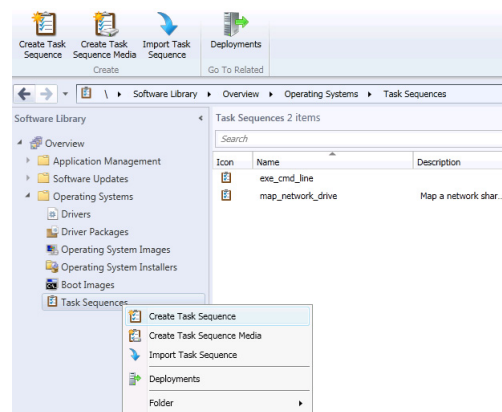 Create Task Sequence
Create Task Sequence Media
Import Task Sequence
Deployments
Create
Go To Related
\ Software Library Overview Operating Systems Task Sequences
Software Library
Overview
Application Management
Software Updates
Operating Systems
Drivers
Driver Packages
Operating System Images
Operating System Installers
Boot Images
Task Sequences
Task Sequences 2 items
Search
Icon Name Description
exe_cmd_line
map_network_drive Map a network shar..
Create Task Sequence
Create Task Sequence Media
Import Task Sequence
Deployments
Folder